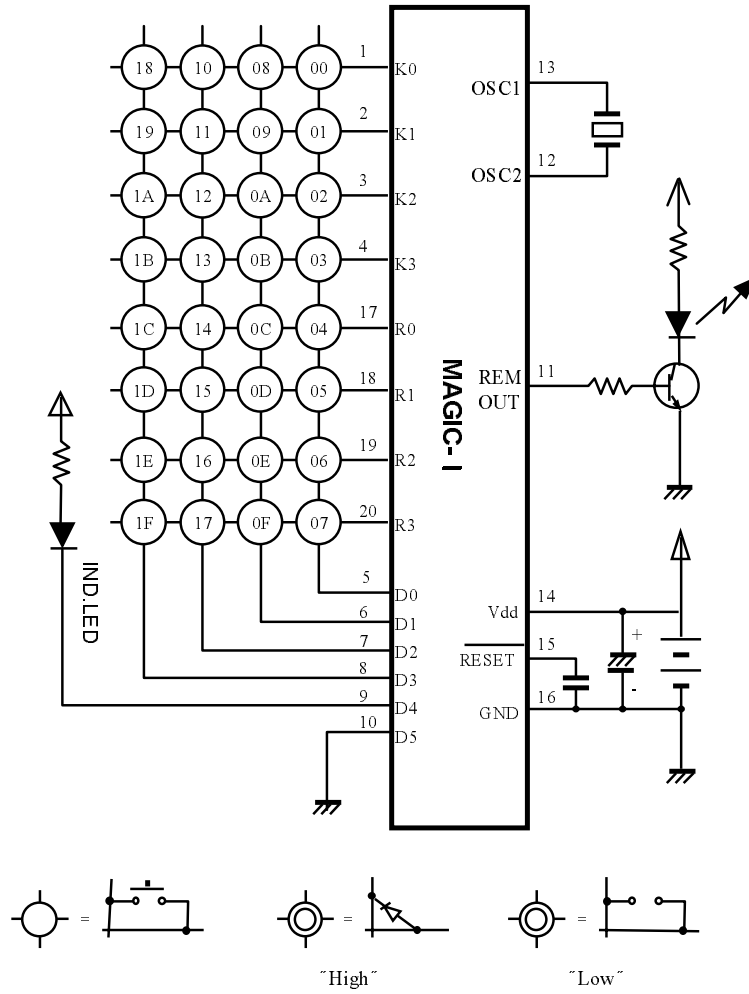 18 10 08 00 1 K0
19 11 09 01 2 K1
1A 12 0A 02 3 K2
1B 13 0B 03 4 K3
1C 14 0C 04 17 R0
1D 15 0D 05 18 R1
1E 16 0E 06 19 R2
1F 17 0F 07 20 R3
5 D0
6 D1
7 D2
8 D3
9 D4
10 D5
IND.LED
MAGIC- I
OSC1 13
OSC2 12
REM 11
OUT
Vdd 14
RESET 15
GND 16
+
-
= = =
˝High˝ ˝Low˝